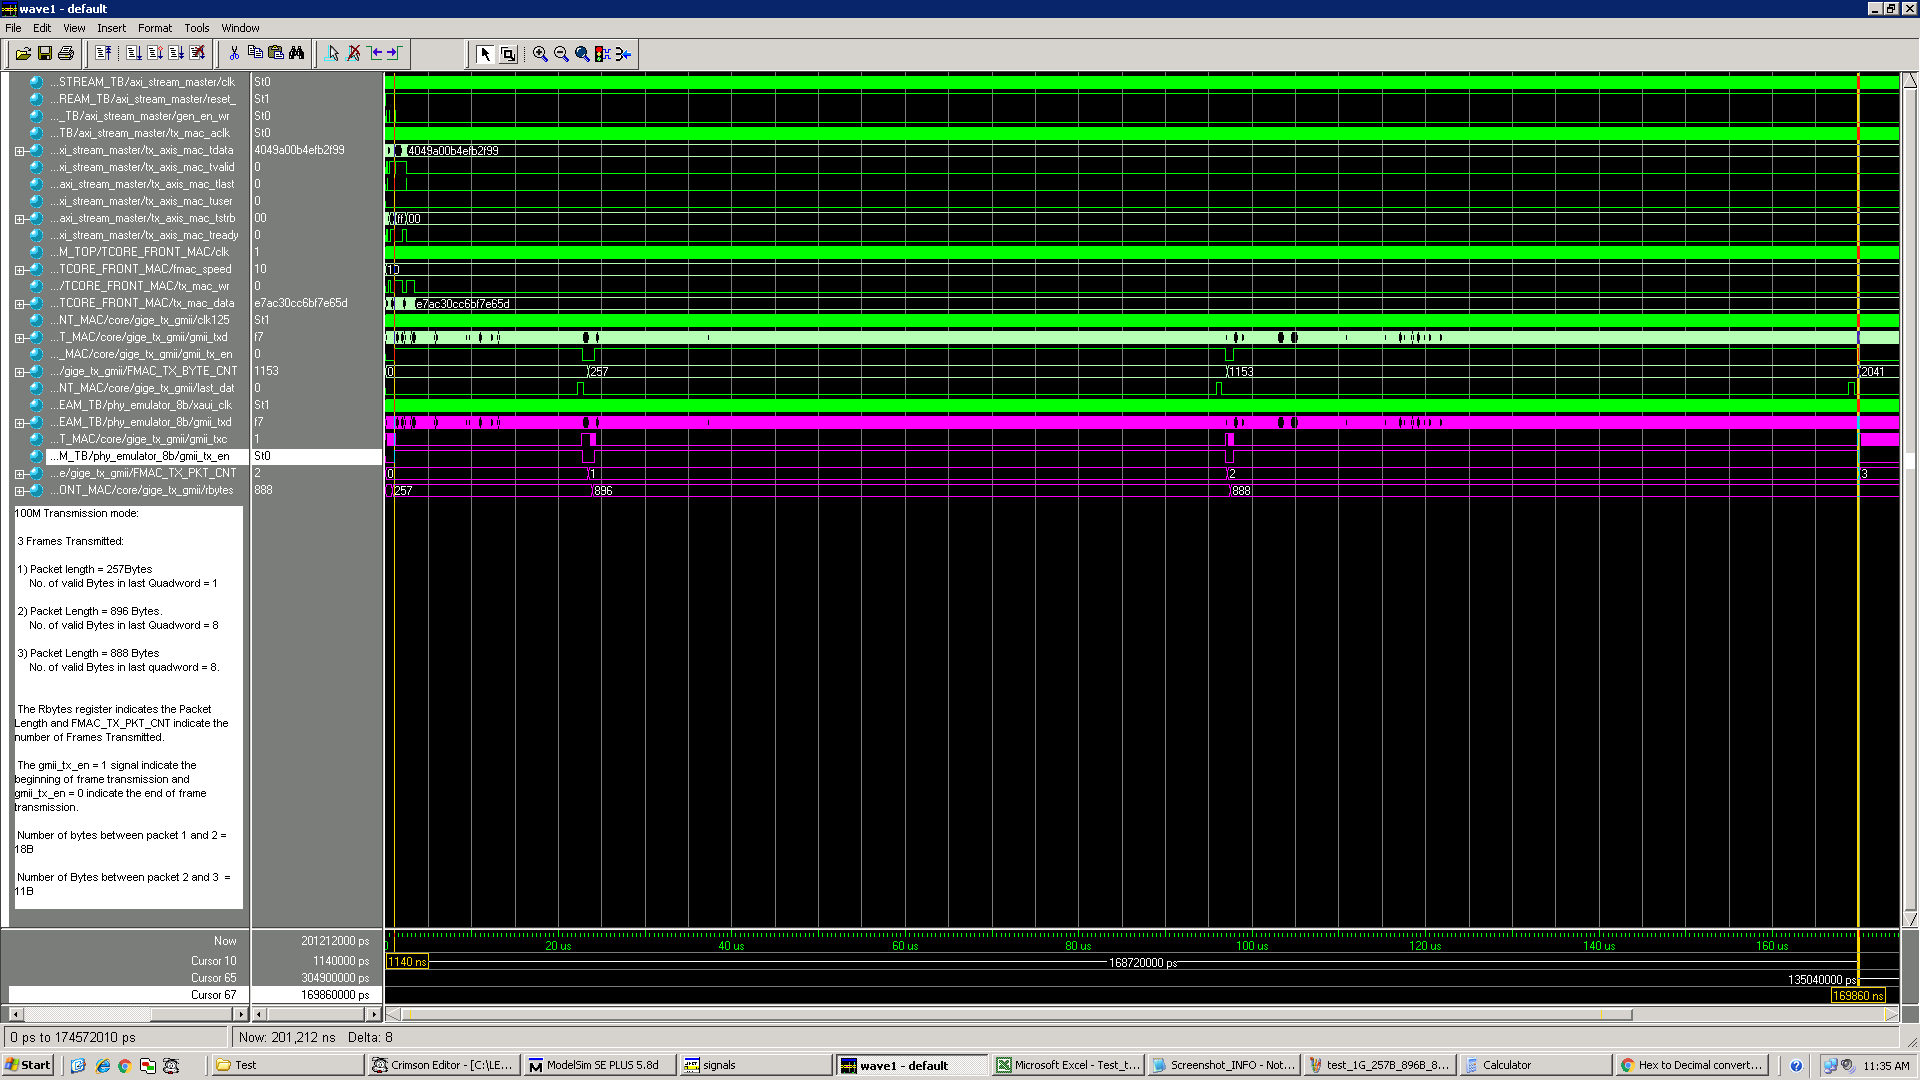 wave1 - default
File Edit View Insert Format Tools Window
...STREAM_TB/axi_stream_master/clk St0
...REAM_TB/axi_stream_master/reset_ St1
..._TB/axi_stream_master/gen_en_wr St0
...TB/axi_stream_master/tx_mac_aclk St0
...xi_stream_master/tx_axis_mac_tdata 4049a00b4efb2f99 4049a00b4efb2f99
...xi_stream_master/tx_axis_mac_tvalid 0
...axi_stream_master/tx_axis_mac_tlast 0
...xi_stream_master/tx_axis_mac_tuser 0
...axi_stream_master/tx_axis_mac_tstrb 00 ff 00
...xi_stream_master/tx_axis_mac_tready 0
...M_TOP/TCORE_FRONT_MAC/clk 1
...TCORE_FRONT_MAC/fmac_speed 10 10
.../TCORE_FRONT_MAC/tx_mac_wr 0
...TCORE_FRONT_MAC/tx_mac_data e7ac30cc6bf7e65d e7ac30cc6bf7e65d
...NT_MAC/core/gige_tx_gmii/clk125 St1
...T_MAC/core/gige_tx_gmii/gmii_txd f7
..._MAC/core/gige_tx_gmii/gmii_tx_en 0
.../gige_tx_gmii/FMAC_TX_BYTE_CNT 1153 0 257 1153 2041
...NT_MAC/core/gige_tx_gmii/last_dat 0
...EAM_TB/phy_emulator_8b/xaui_clk St1
...EAM_TB/phy_emulator_8b/gmii_txd f7
...T_MAC/core/gige_tx_gmii/gmii_txc 1
...M_TB/phy_emulator_8b/gmii_tx_en St0
...e/gige_tx_gmii/FMAC_TX_PKT_CNT 2 0 1 2 3
...ONT_MAC/core/gige_tx_gmii/rbytes 888 257 896 888
100M Transmission mode:
3 Frames Transmitted:
1) Packet length = 257Bytes
No. of valid Bytes in last Quadword = 1
2) Packet Length = 896 Bytes.
No. of valid Bytes in last Quadword = 8
3) Packet Length = 888 Bytes
No. of valid Bytes in last quadword = 8.
The Rbytes register indicates the Packet
Length and FMAC_TX_PKT_CNT indicate the
number of Frames Transmitted.
The gmii_tx_en = 1 signal indicate the
beginning of frame transmission and
gmii_tx_en = 0 indicate the end of frame
transmission.
Number of bytes between packet 1 and 2 =
18B
Number of Bytes between packet 2 and 3 =
11B
Now 201212000 ps 20 us 40 us 60 us 80 us 100 us 120 us 140 us 160 us
Cursor 10 1140000 ps 1140 ns 168720000 ps
Cursor 65 304900000 ps 135040000 ps
Cursor 67 169860000 ps 169860 ns
0 ps to 174572010 ps Now: 201,212 ns Delta: 8
Start Test Crimson Editor - [C:\LE... ModelSim SE PLUS 5.8d signals wave1 - default Microsoft Excel - Test_t... Screenshot_INFO - Not... test_1G_257B_896B_8... Calculator Hex to Decimal convert... 11:35 AM